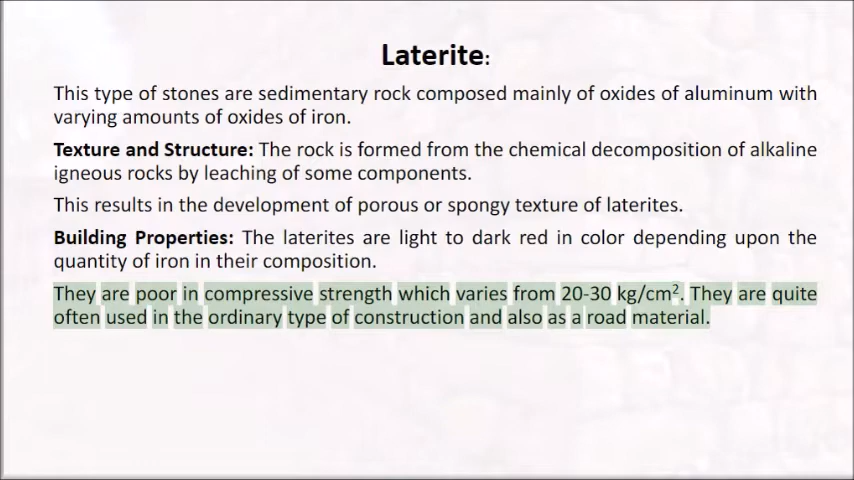 Laterite:
This type of stones are sedimentary rock composed mainly of oxides of aluminum with
varying amounts of oxides of iron.
Texture and Structure: The rock is formed from the chemical decomposition of alkaline
igneous rocks by leaching of some components.
This results in the development of porous or spongy texture of laterites.
Building Properties: The laterites are light to dark red in color depending upon the
quantity of iron in their composition.
They are poor in compressive strength which varies from 20-30 kg/cm². They are quite
often used in the ordinary type of construction and also as a road material.